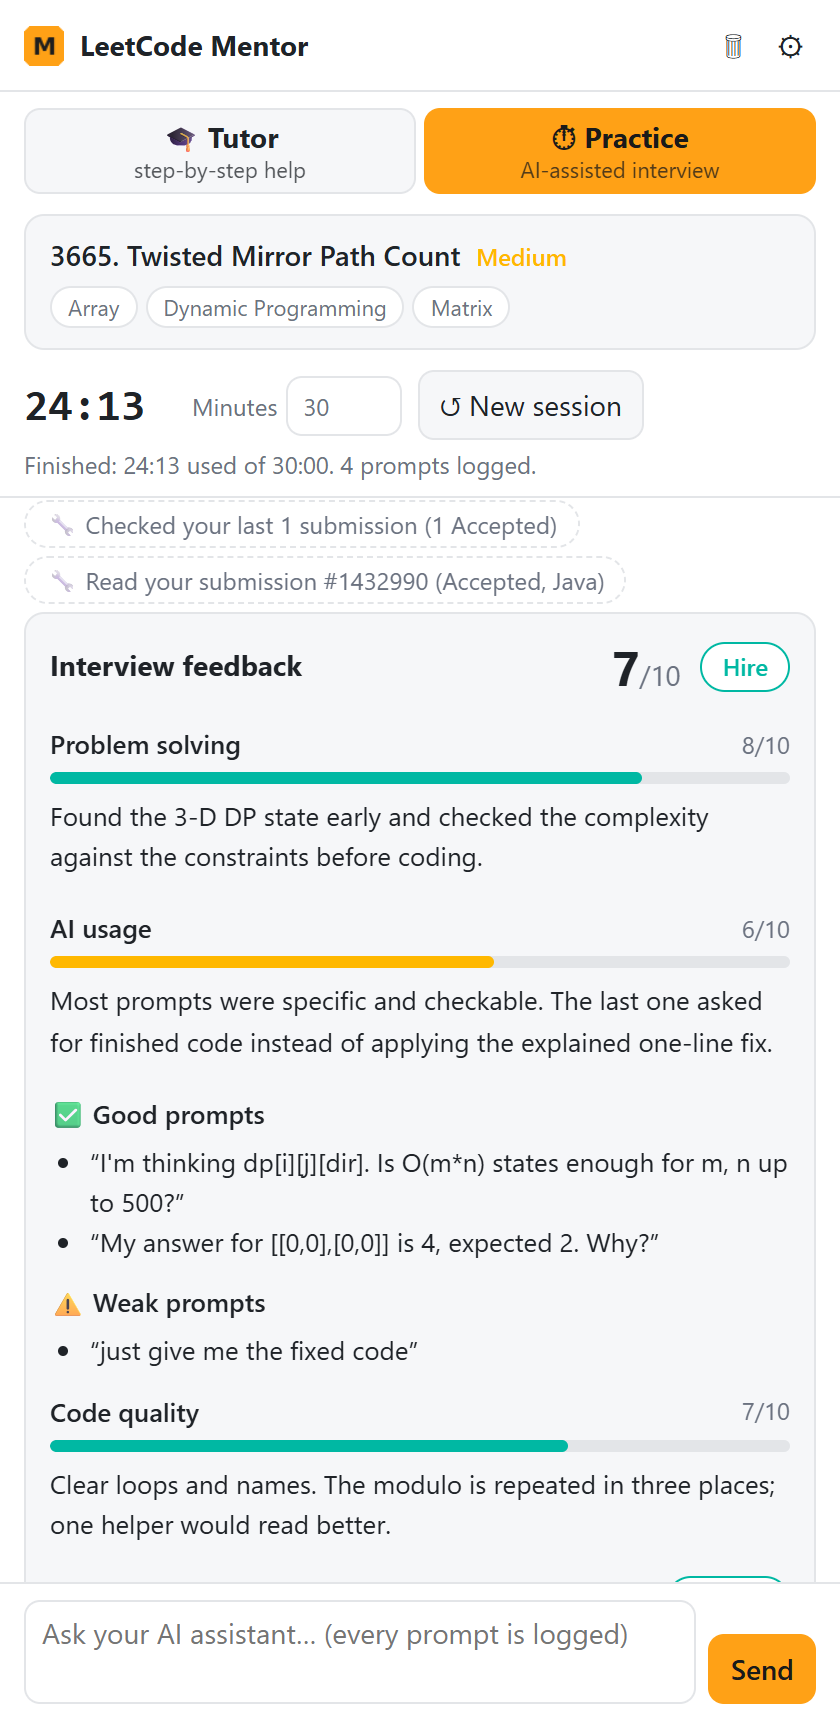 M LeetCode Mentor
Tutor
step-by-step help
Practice
AI-assisted interview
3665. Twisted Mirror Path Count Medium
Array Dynamic Programming Matrix
24:13 Minutes 30 New session
Finished: 24:13 used of 30:00. 4 prompts logged.
Checked your last 1 submission (1 Accepted)
Read your submission #1432990 (Accepted, Java)
Interview feedback 7/10 Hire
Problem solving 8/10
Found the 3-D DP state early and checked the complexity
against the constraints before coding.
AI usage 6/10
Most prompts were specific and checkable. The last one asked
for finished code instead of applying the explained one-line fix.
Good prompts
• “I'm thinking dp[i][j][dir]. Is O(m*n) states enough for m, n up
to 500?”
• “My answer for [[0,0],[0,0]] is 4, expected 2. Why?”
Weak prompts
• “just give me the fixed code”
Code quality 7/10
Clear loops and names. The modulo is repeated in three places;
one helper would read better.
Ask your AI assistant... (every prompt is logged)
Send